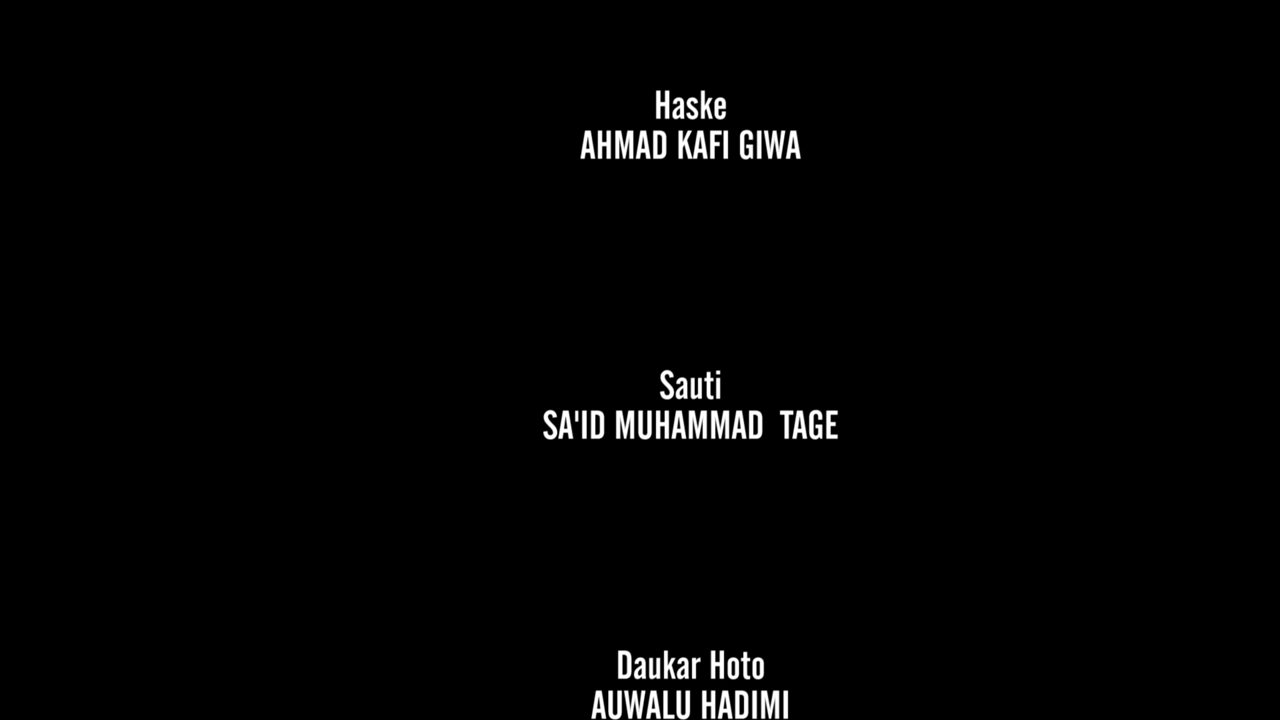 Haske
AHMAD KAFI GIWA
Sauti
SA'ID MUHAMMAD  TAGE
Daukar Hoto
AUWALU HADIMI